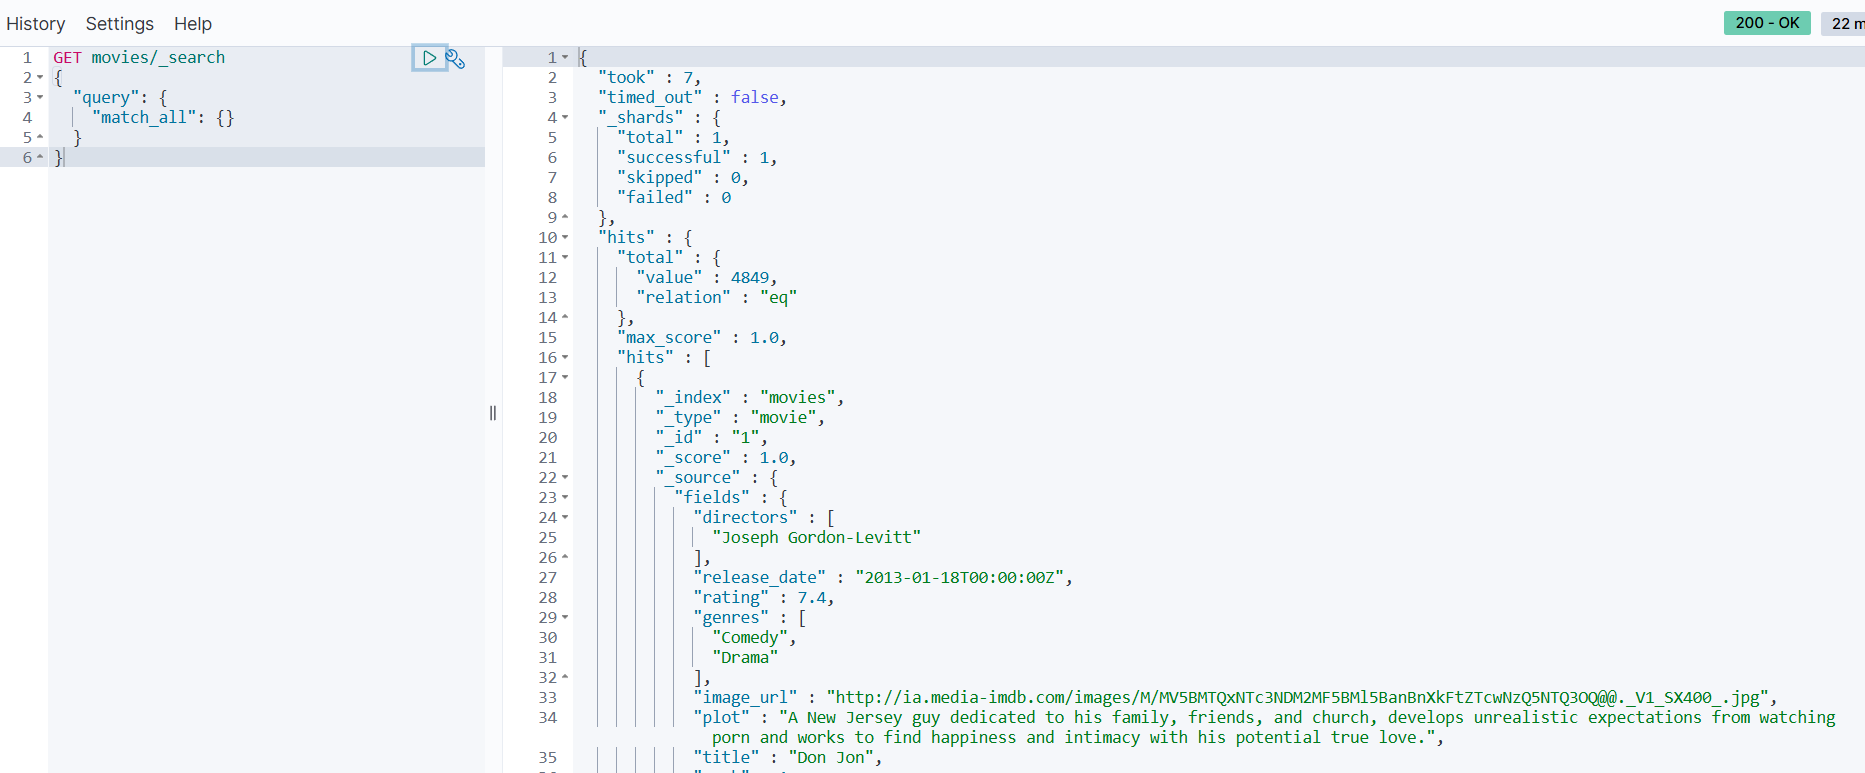 History Settings Help
200 - OK
22 m
1 GET movies/_search
2 {
3 "query": {
4 "match_all": {}
5 }
6 }
1 {
2 "took" : 7,
3 "timed_out" : false,
4 "_shards" : {
5 "total" : 1,
6 "successful" : 1,
7 "skipped" : 0,
8 "failed" : 0
9 },
10 "hits" : {
11 "total" : {
12 "value" : 4849,
13 "relation" : "eq"
14 },
15 "max_score" : 1.0,
16 "hits" : [
17 {
18 "_index" : "movies",
19 "_type" : "movie",
20 "_id" : "1",
21 "_score" : 1.0,
22 "_source" : {
23 "fields" : {
24 "directors" : [
25 "Joseph Gordon-Levitt"
26 ],
27 "release_date" : "2013-01-18T00:00:00Z",
28 "rating" : 7.4,
29 "genres" : [
30 "Comedy",
31 "Drama"
32 ],
33 "image_url" : "http://ia.media-imdb.com/images/M/MV5BMTQxNTc3NDM2MF5BMl5BanBnXkFtZTcwNzQ5NTQ3OQ@@._V1_SX400_.jpg",
34 "plot" : "A New Jersey guy dedicated to his family, friends, and church, develops unrealistic expectations from watching
porn and works to find happiness and intimacy with his potential true love.",
35 "title" : "Don Jon",